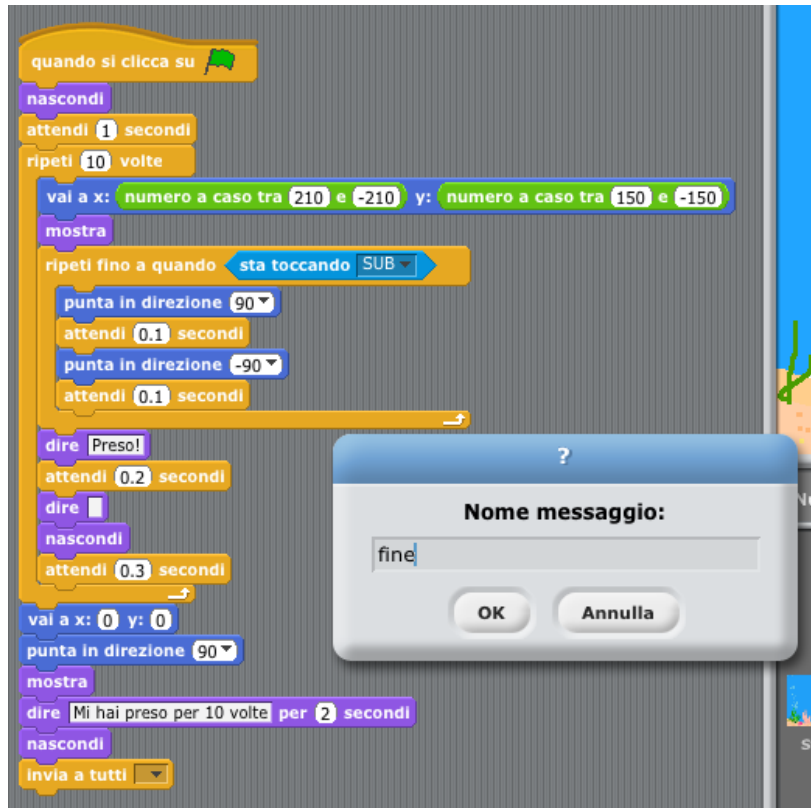 quando si clicca su
nascondi
attendi 1 secondi
ripeti 10 volte
vai a x: numero a caso tra 210 e -210 y: numero a caso tra 150 e -150
mostra
ripeti fino a quando sta toccando SUB
punta in direzione 90
attendi 0.1 secondi
punta in direzione -90
attendi 0.1 secondi
dire Preso!
attendi 0.2 secondi
dire
nascondi
attendi 0.3 secondi
vai a x: 0 y: 0
punta in direzione 90
mostra
dire Mi hai preso per 10 volte per 2 secondi
nascondi
invia a tutti
?
Nome messaggio:
fine
OK Annulla